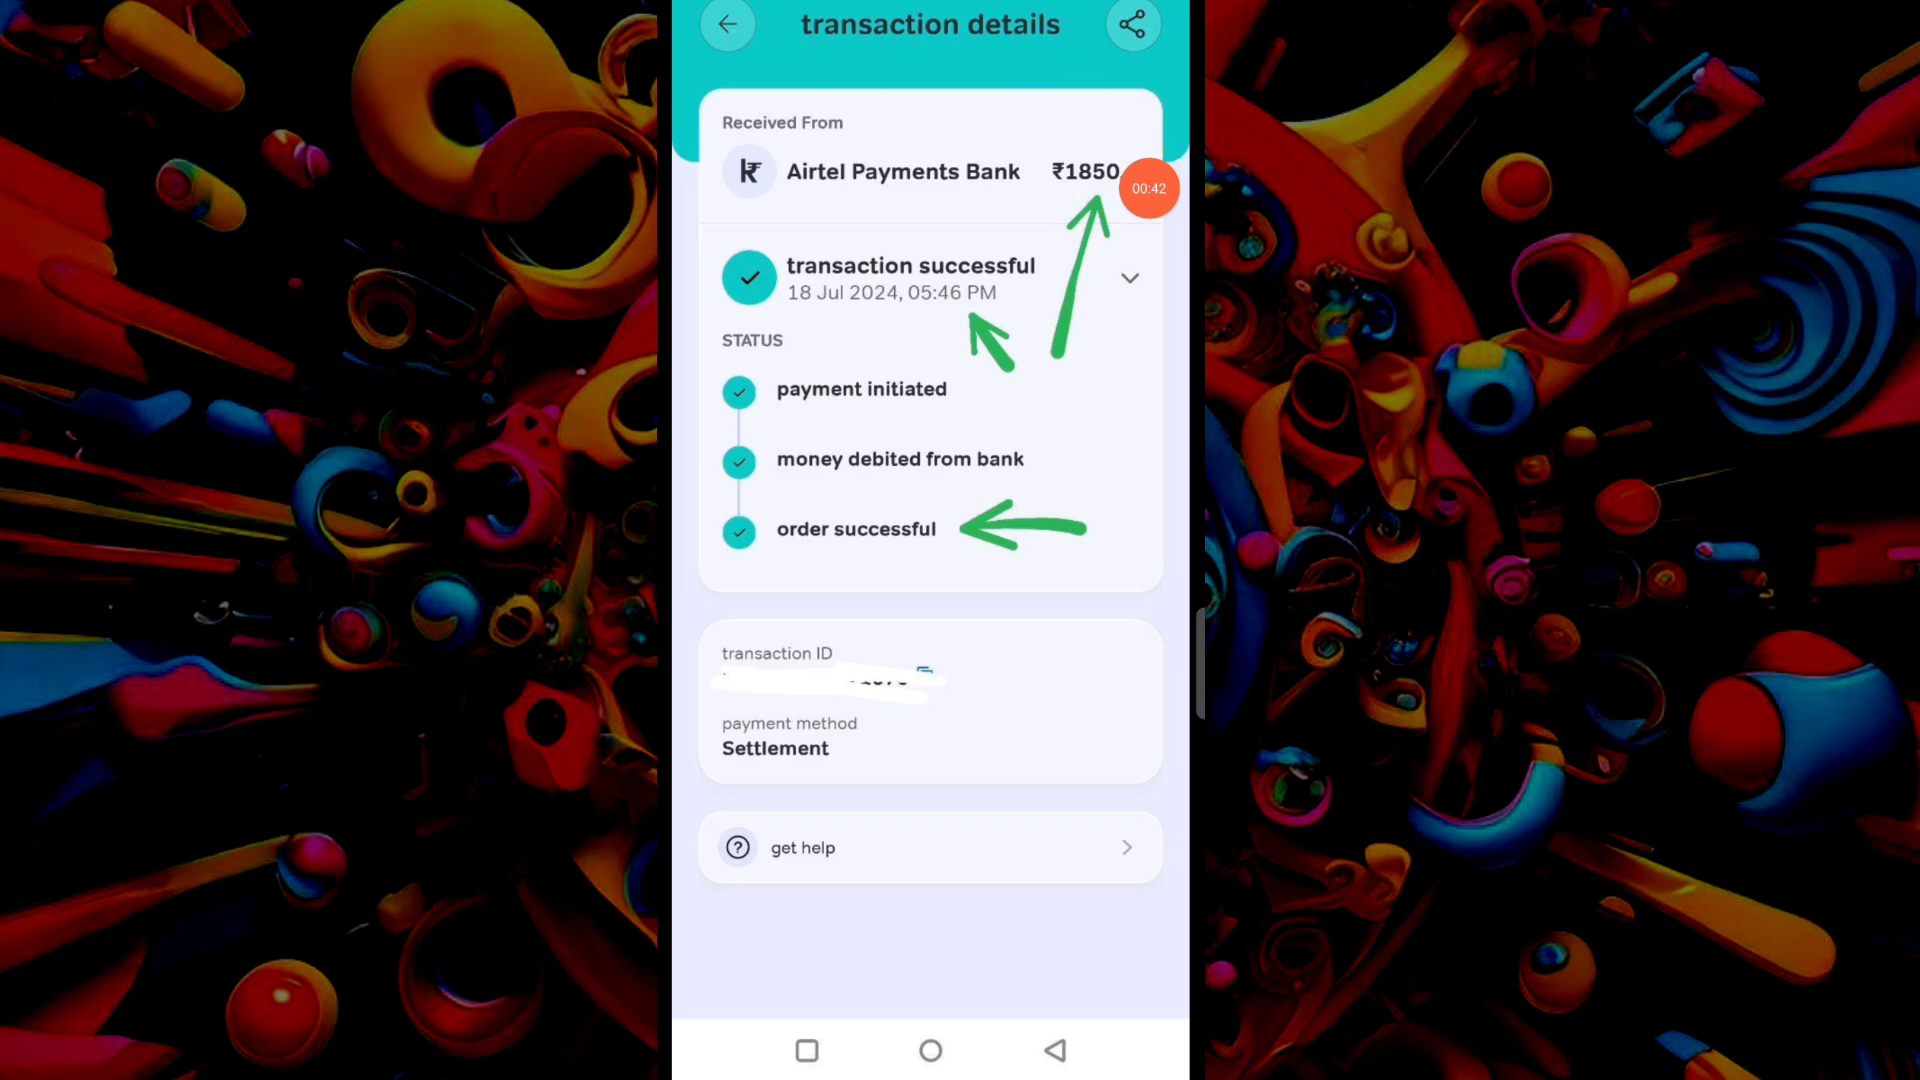 transaction details
Received From
Airtel Payments Bank ₹1850
00:42
transaction successful
18 Jul 2024, 05:46 PM
STATUS
payment initiated
money debited from bank
order successful
transaction ID
payment method
Settlement
get help